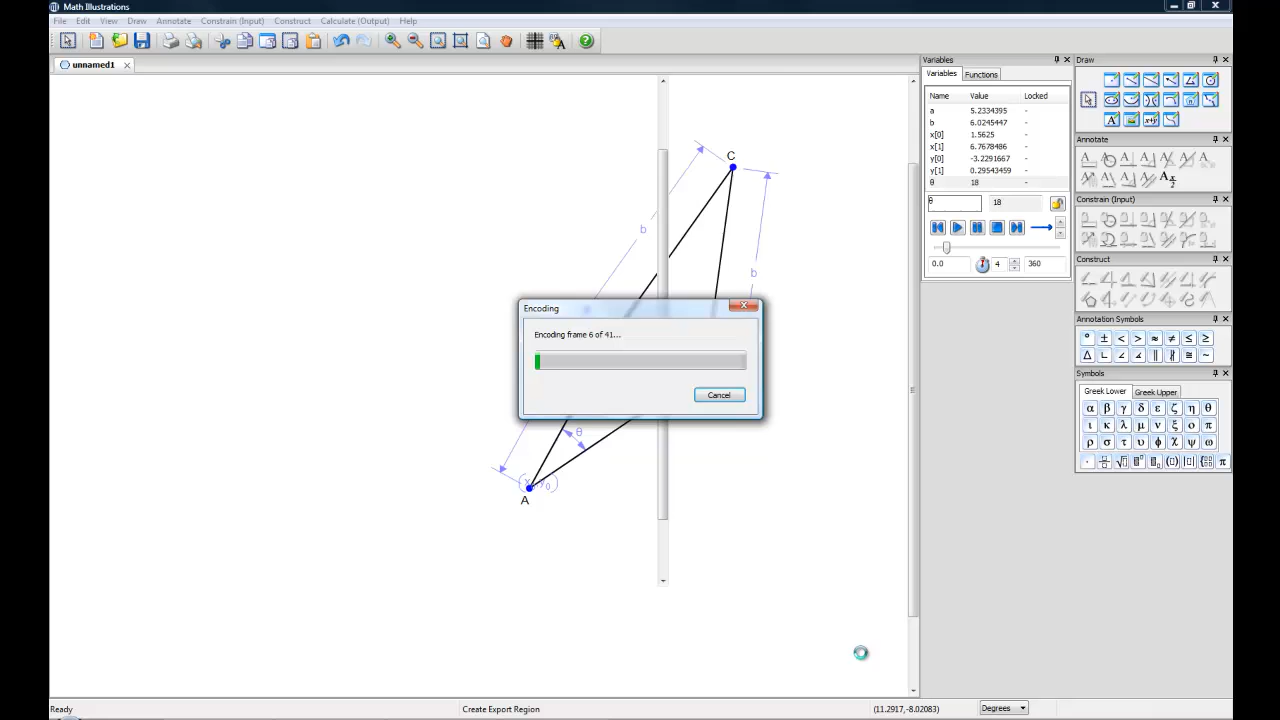 Math Illustrations
File Edit View Draw Annotate Constrain (Input) Construct Calculate (Output) Help
unnamed1
Variables
Variables Functions
Name Value Locked
a 5.2334395 -
b 6.0245447 -
x[0] 1.5625 -
x[1] 6.7678486 -
y[0] -3.2291667 -
y[1] 0.29543459 -
θ 18 -
θ 18
0.0 4 360
Draw
Annotate
Constrain (Input)
Construct
Annotation Symbols
° ± < > ≈ ≠ ≤ ≥
Δ ∟ ∠ ∡ ∥ ∦ ≅ ~
Symbols
Greek Lower Greek Upper
α β γ δ ε ζ η θ
ι κ λ μ ν ξ ο π
ρ σ τ υ φ χ ψ ω
C
b
b
Encoding
Encoding frame 6 of 41...
Cancel
θ
A
Ready Create Export Region (11.2917,-8.02083) Degrees